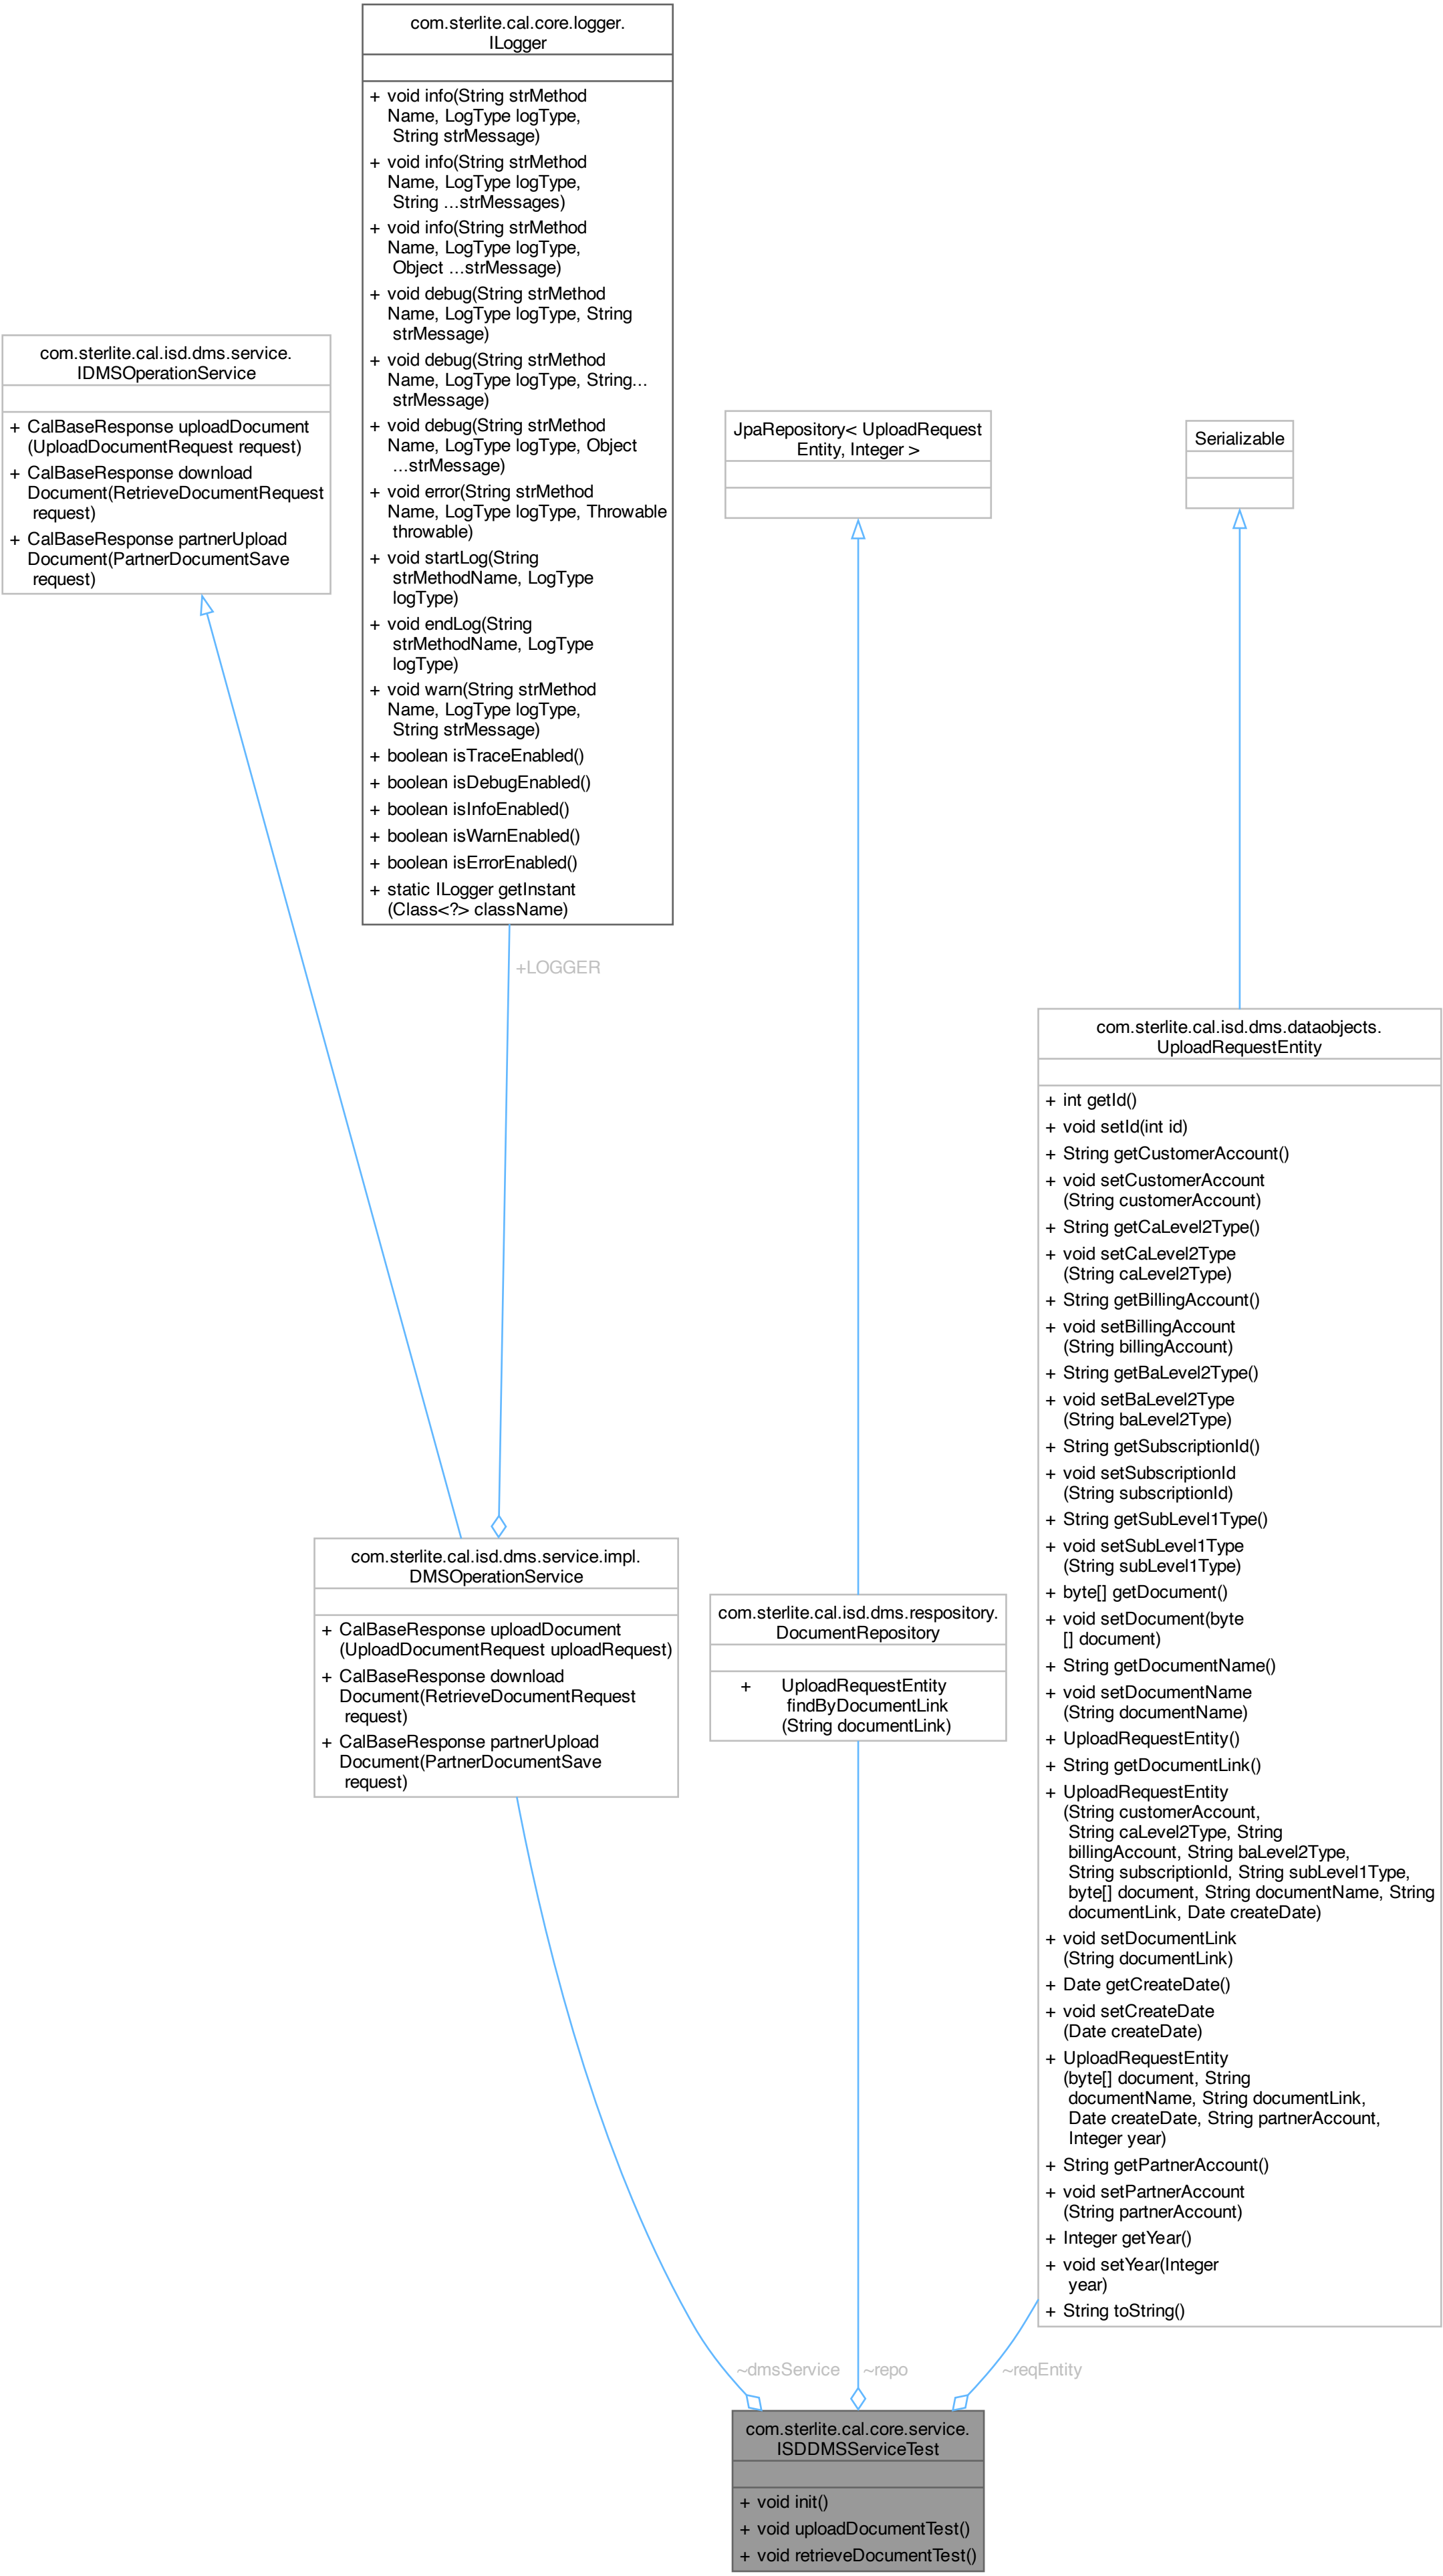 com.sterlite.cal.core.logger.
ILogger
+ void info(String strMethod
Name, LogType logType,
String strMessage)
+ void info(String strMethod
Name, LogType logType,
String ...strMessages)
+ void info(String strMethod
Name, LogType logType,
Object ...strMessage)
+ void debug(String strMethod
Name, LogType logType, String
strMessage)
+ void debug(String strMethod
Name, LogType logType, String...
strMessage)
+ void debug(String strMethod
Name, LogType logType, Object
...strMessage)
+ void error(String strMethod
Name, LogType logType, Throwable
throwable)
+ void startLog(String
strMethodName, LogType
logType)
+ void endLog(String
strMethodName, LogType
logType)
+ void warn(String strMethod
Name, LogType logType,
String strMessage)
+ boolean isTraceEnabled()
+ boolean isDebugEnabled()
+ boolean isInfoEnabled()
+ boolean isWarnEnabled()
+ boolean isErrorEnabled()
+ static ILogger getInstant
(Class<?> className)
com.sterlite.cal.isd.dms.service.
IDMSOperationService
+ CalBaseResponse uploadDocument
(UploadDocumentRequest request)
+ CalBaseResponse download
Document(RetrieveDocumentRequest
request)
+ CalBaseResponse partnerUpload
Document(PartnerDocumentSave
request)
JpaRepository< UploadRequest
Entity, Integer >
Serializable
+LOGGER
com.sterlite.cal.isd.dms.dataobjects.
UploadRequestEntity
+ int getId()
+ void setId(int id)
+ String getCustomerAccount()
+ void setCustomerAccount
(String customerAccount)
+ String getCaLevel2Type()
+ void setCaLevel2Type
(String caLevel2Type)
+ String getBillingAccount()
+ void setBillingAccount
(String billingAccount)
+ String getBaLevel2Type()
+ void setBaLevel2Type
(String baLevel2Type)
+ String getSubscriptionId()
+ void setSubscriptionId
(String subscriptionId)
+ String getSubLevel1Type()
+ void setSubLevel1Type
(String subLevel1Type)
+ byte[] getDocument()
+ void setDocument(byte
[] document)
+ String getDocumentName()
+ void setDocumentName
(String documentName)
+ UploadRequestEntity()
+ String getDocumentLink()
+ UploadRequestEntity
(String customerAccount,
String caLevel2Type, String
billingAccount, String baLevel2Type,
String subscriptionId, String subLevel1Type,
byte[] document, String documentName, String
documentLink, Date createDate)
+ void setDocumentLink
(String documentLink)
+ Date getCreateDate()
+ void setCreateDate
(Date createDate)
+ UploadRequestEntity
(byte[] document, String
documentName, String documentLink,
Date createDate, String partnerAccount,
Integer year)
+ String getPartnerAccount()
+ void setPartnerAccount
(String partnerAccount)
+ Integer getYear()
+ void setYear(Integer
year)
+ String toString()
com.sterlite.cal.isd.dms.service.impl.
DMSOperationService
+ CalBaseResponse uploadDocument
(UploadDocumentRequest uploadRequest)
+ CalBaseResponse download
Document(RetrieveDocumentRequest
request)
+ CalBaseResponse partnerUpload
Document(PartnerDocumentSave
request)
com.sterlite.cal.isd.dms.respository.
DocumentRepository
+ UploadRequestEntity
findByDocumentLink
(String documentLink)
~dmsService
~repo
~reqEntity
com.sterlite.cal.core.service.
ISDDMSServiceTest
+ void init()
+ void uploadDocumentTest()
+ void retrieveDocumentTest()